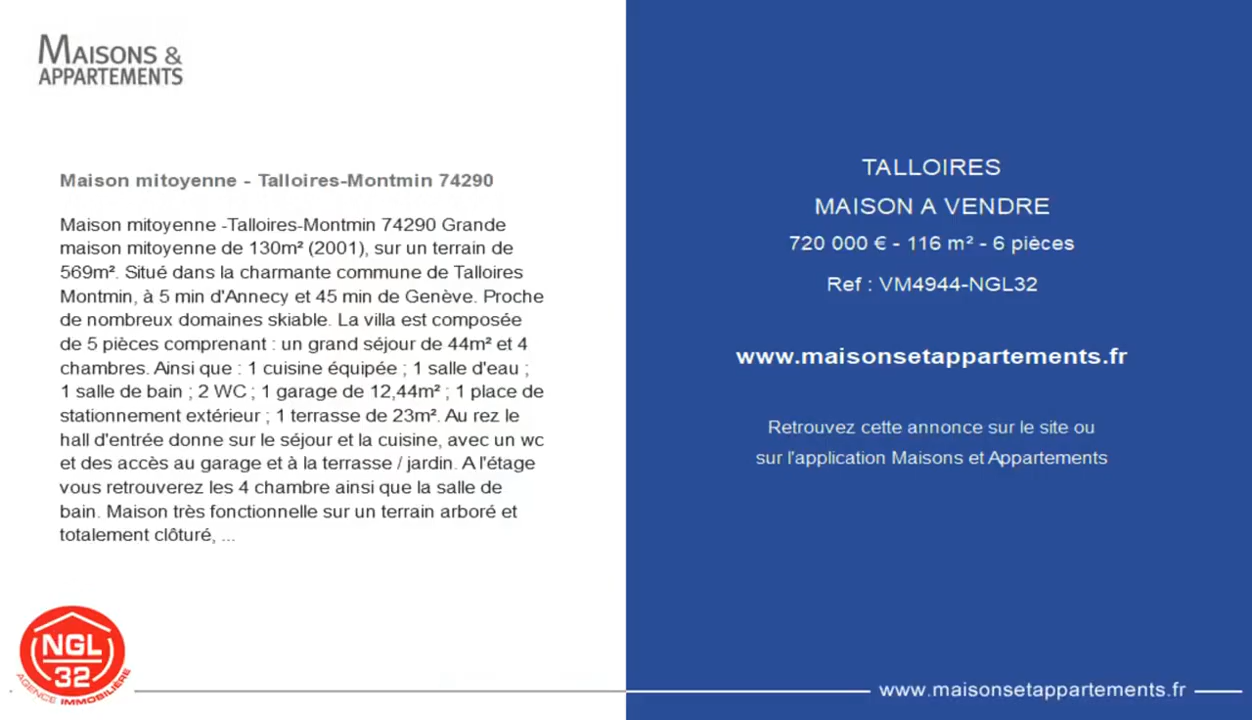 MAISONS &
APPARTEMENTS
Maison mitoyenne - Talloires-Montmin 74290
Maison mitoyenne -Talloires-Montmin 74290 Grande
maison mitoyenne de 130m² (2001), sur un terrain de
569m². Situé dans la charmante commune de Talloires
Montmin, à 5 min d'Annecy et 45 min de Genève. Proche
de nombreux domaines skiable. La villa est composée
de 5 pièces comprenant : un grand séjour de 44m² et 4
chambres. Ainsi que : 1 cuisine équipée ; 1 salle d'eau ;
1 salle de bain ; 2 WC ; 1 garage de 12,44m² ; 1 place de
stationnement extérieur ; 1 terrasse de 23m². Au rez le
hall d'entrée donne sur le séjour et la cuisine, avec un wc
et des accès au garage et à la terrasse / jardin. A l'étage
vous retrouverez les 4 chambre ainsi que la salle de
bain. Maison très fonctionnelle sur un terrain arboré et
totalement clôturé, ...
NGL
32
AGENCE IMMOBILIÈRE
TALLOIRES
MAISON A VENDRE
720 000 € - 116 m² - 6 pièces
Ref : VM4944-NGL32
www.maisonsetappartements.fr
Retrouvez cette annonce sur le site ou
sur l'application Maisons et Appartements
www.maisonsetappartements.fr